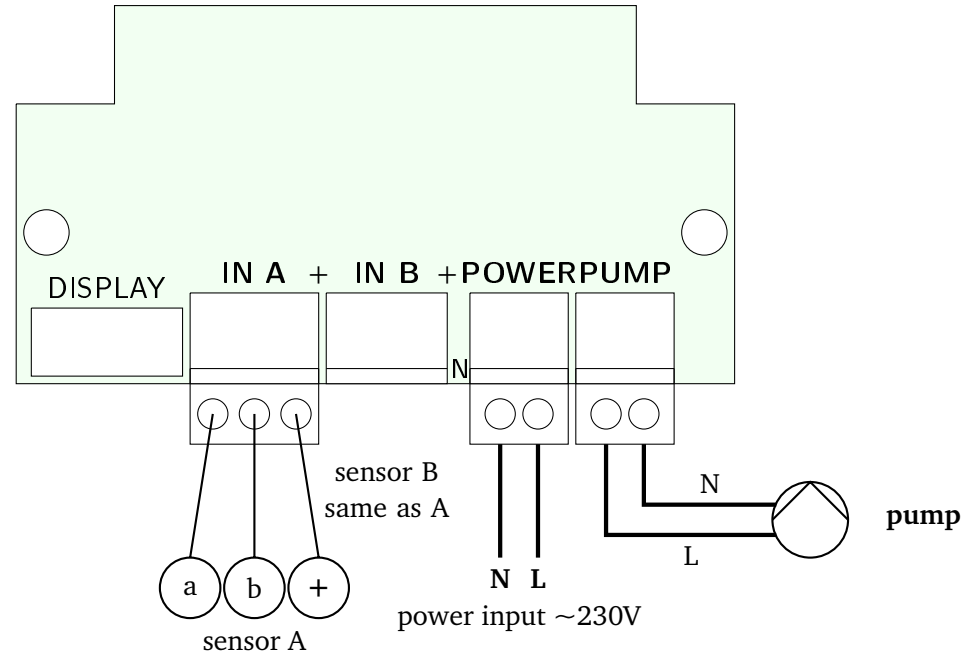 IN A + IN B +POWERPUMP
DISPLAY
N
sensor B
same as A
N
pump
L
a b +
N L
power input ~230V
sensor A